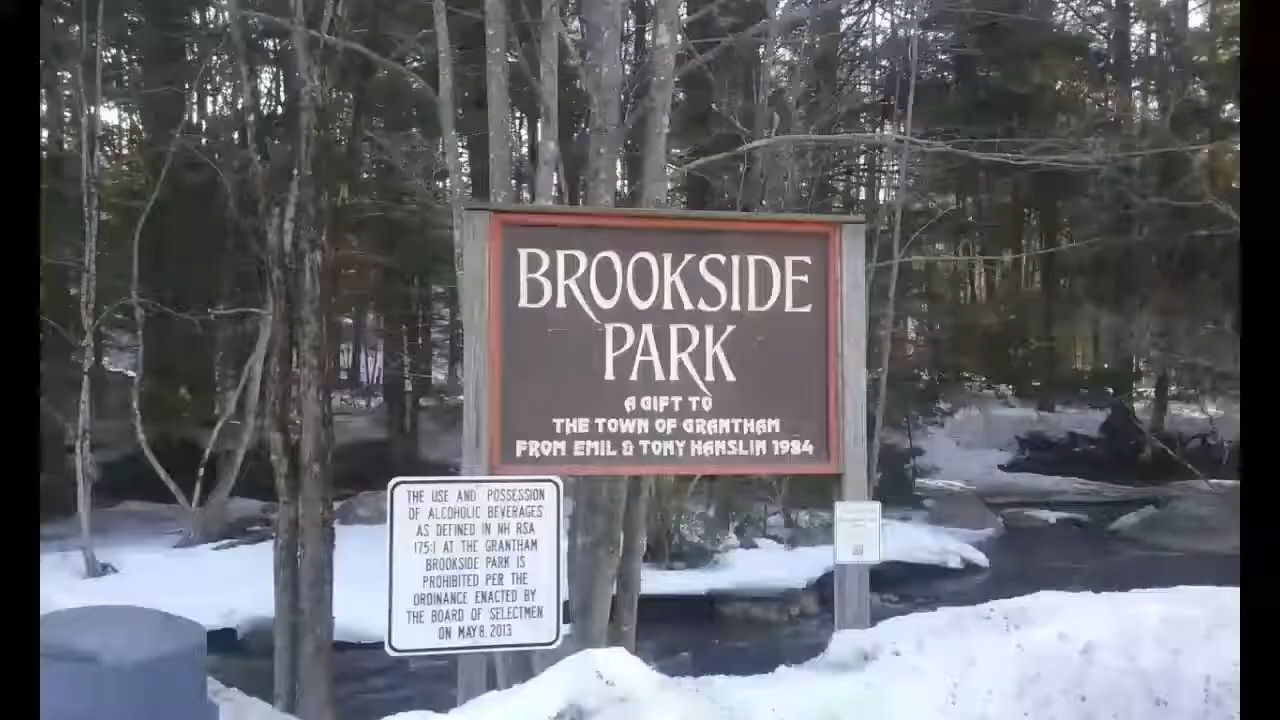 BROOKSIDE
PARK
A GIFT TO
THE TOWN OF GRANTHAM
FROM EMIL & TONY HANSLIN 1984
THE USE AND POSSESSION
OF ALCOHOLIC BEVERAGES
AS DEFINED IN NH RSA
175:1 AT THE GRANTHAM
BROOKSIDE PARK IS
PROHIBITED PER THE
ORDINANCE ENACTED BY
THE BOARD OF SELECTMEN
ON MAY 8, 2013